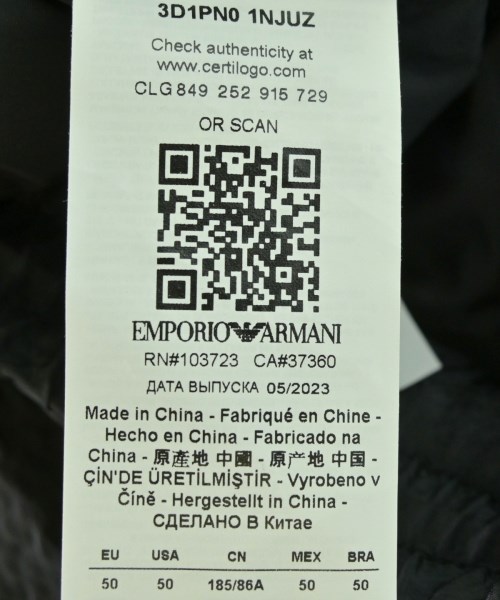 3D1PN0 1NJUZ
Check authenticity at
www.certilogo.com
CLG 849 252 915 729
OR SCAN
EMPORIO ARMANI
RN#103723 CA#37360
ДАТА ВЫПУСКА 05/2023
Made in China - Fabriqué en Chine -
Hecho en China - Fabricado na
China - 原產地 中國 - 原产地 中国 -
ÇİN'DE ÜRETİLMİŞTİR - Vyrobeno v
Číně - Hergestellt in China -
СДЕЛАНО В Китае
EU USA CN MEX BRA
50 50 185/86A 50 50